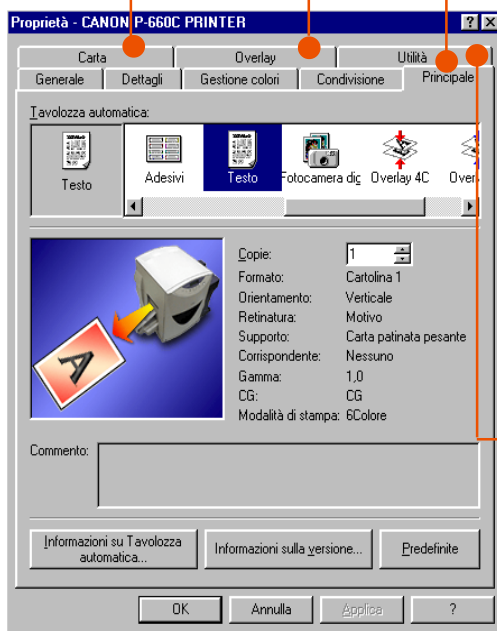 Proprietà - CANON P-660C PRINTER
Carta Overlay Utilità
Generale Dettagli Gestione colori Condivisione Principale
Tavolozza automatica:
Testo Adesivi Testo Fotocamera dig Overlay 4C Over
Copie: 1
Formato: Cartolina 1
Orientamento: Verticale
Retinatura: Motivo
Supporto: Carta patinata pesante
Corrispondente: Nessuno
Gamma: 1,0
CG: CG
Modalità di stampa: 6Colore
A
Commento:
Informazioni su Tavolozza automatica... Informazioni sulla versione... Predefinite
OK Annulla Applica ?